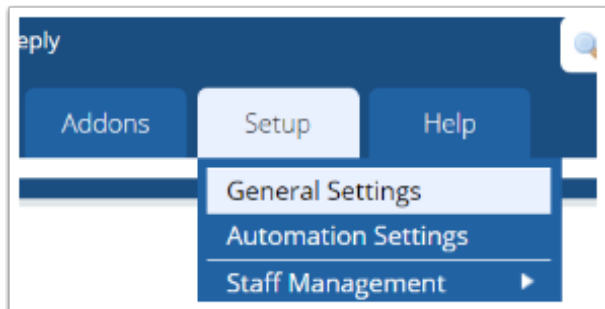 eply
Addons Setup Help
General Settings
Automation Settings
Staff Management